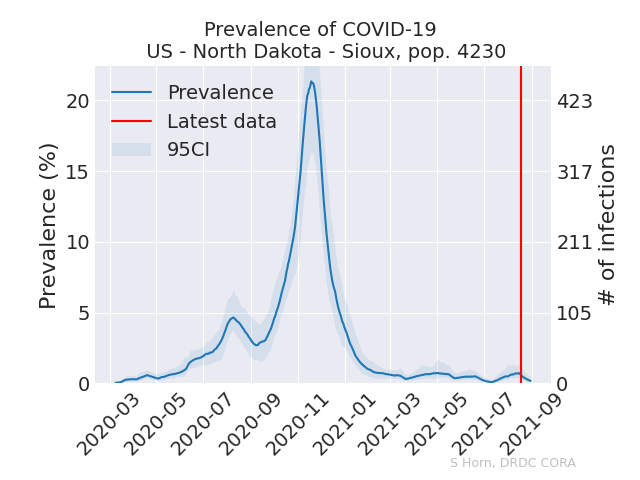 Prevalence of COVID-19
US - North Dakota - Sioux, pop. 4230
Prevalence
Latest data
95CI
Prevalence (%)
20
15
10
5
0
423
317
211
105
0
# of infections
2020-03
2020-05
2020-07
2020-09
2020-11
2021-01
2021-03
2021-05
2021-07
2021-09
S Horn, DRDC CORA